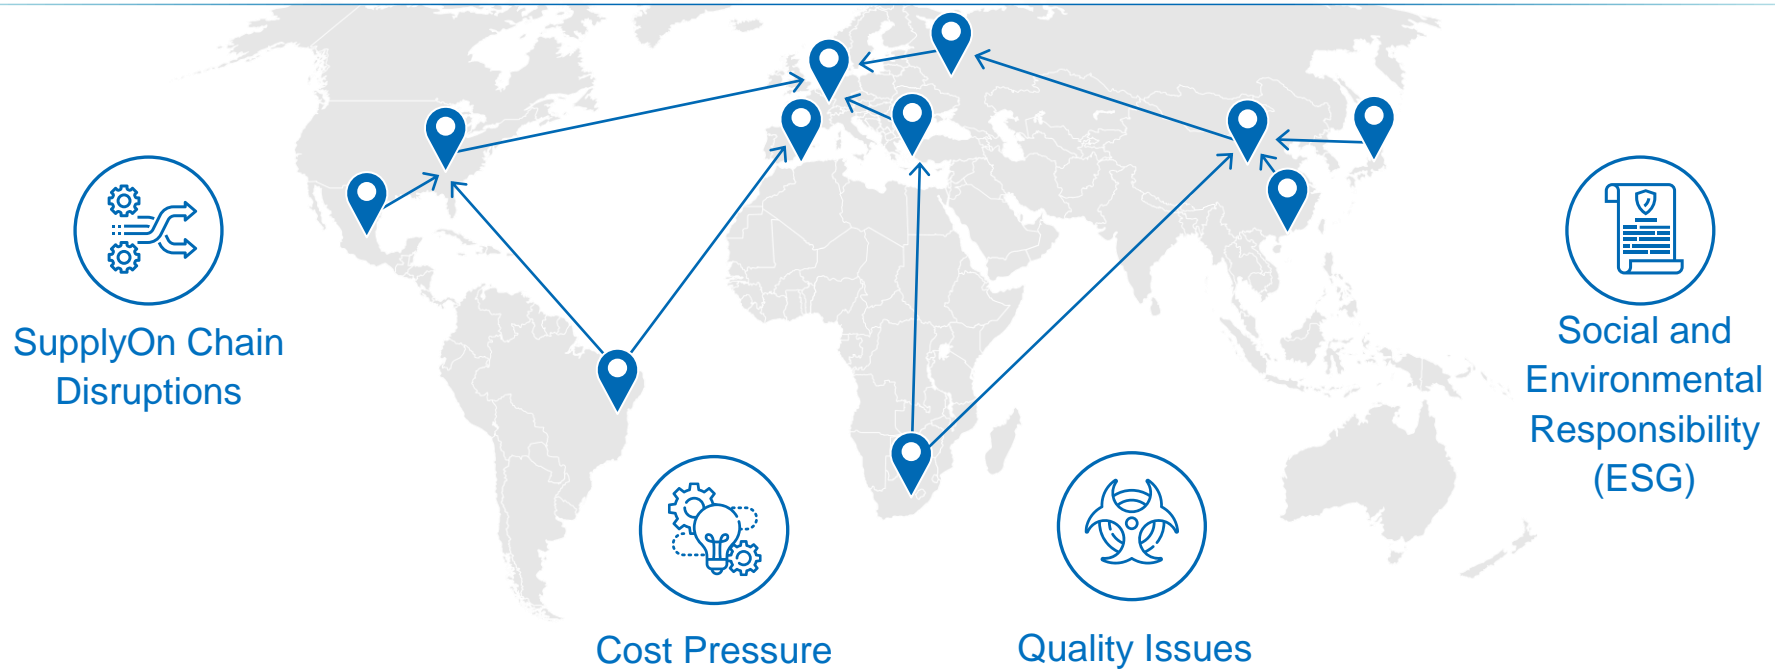 SupplyOn Chain
Disruptions
Cost Pressure
Quality Issues
Social and
Environmental
Responsibility
(ESG)